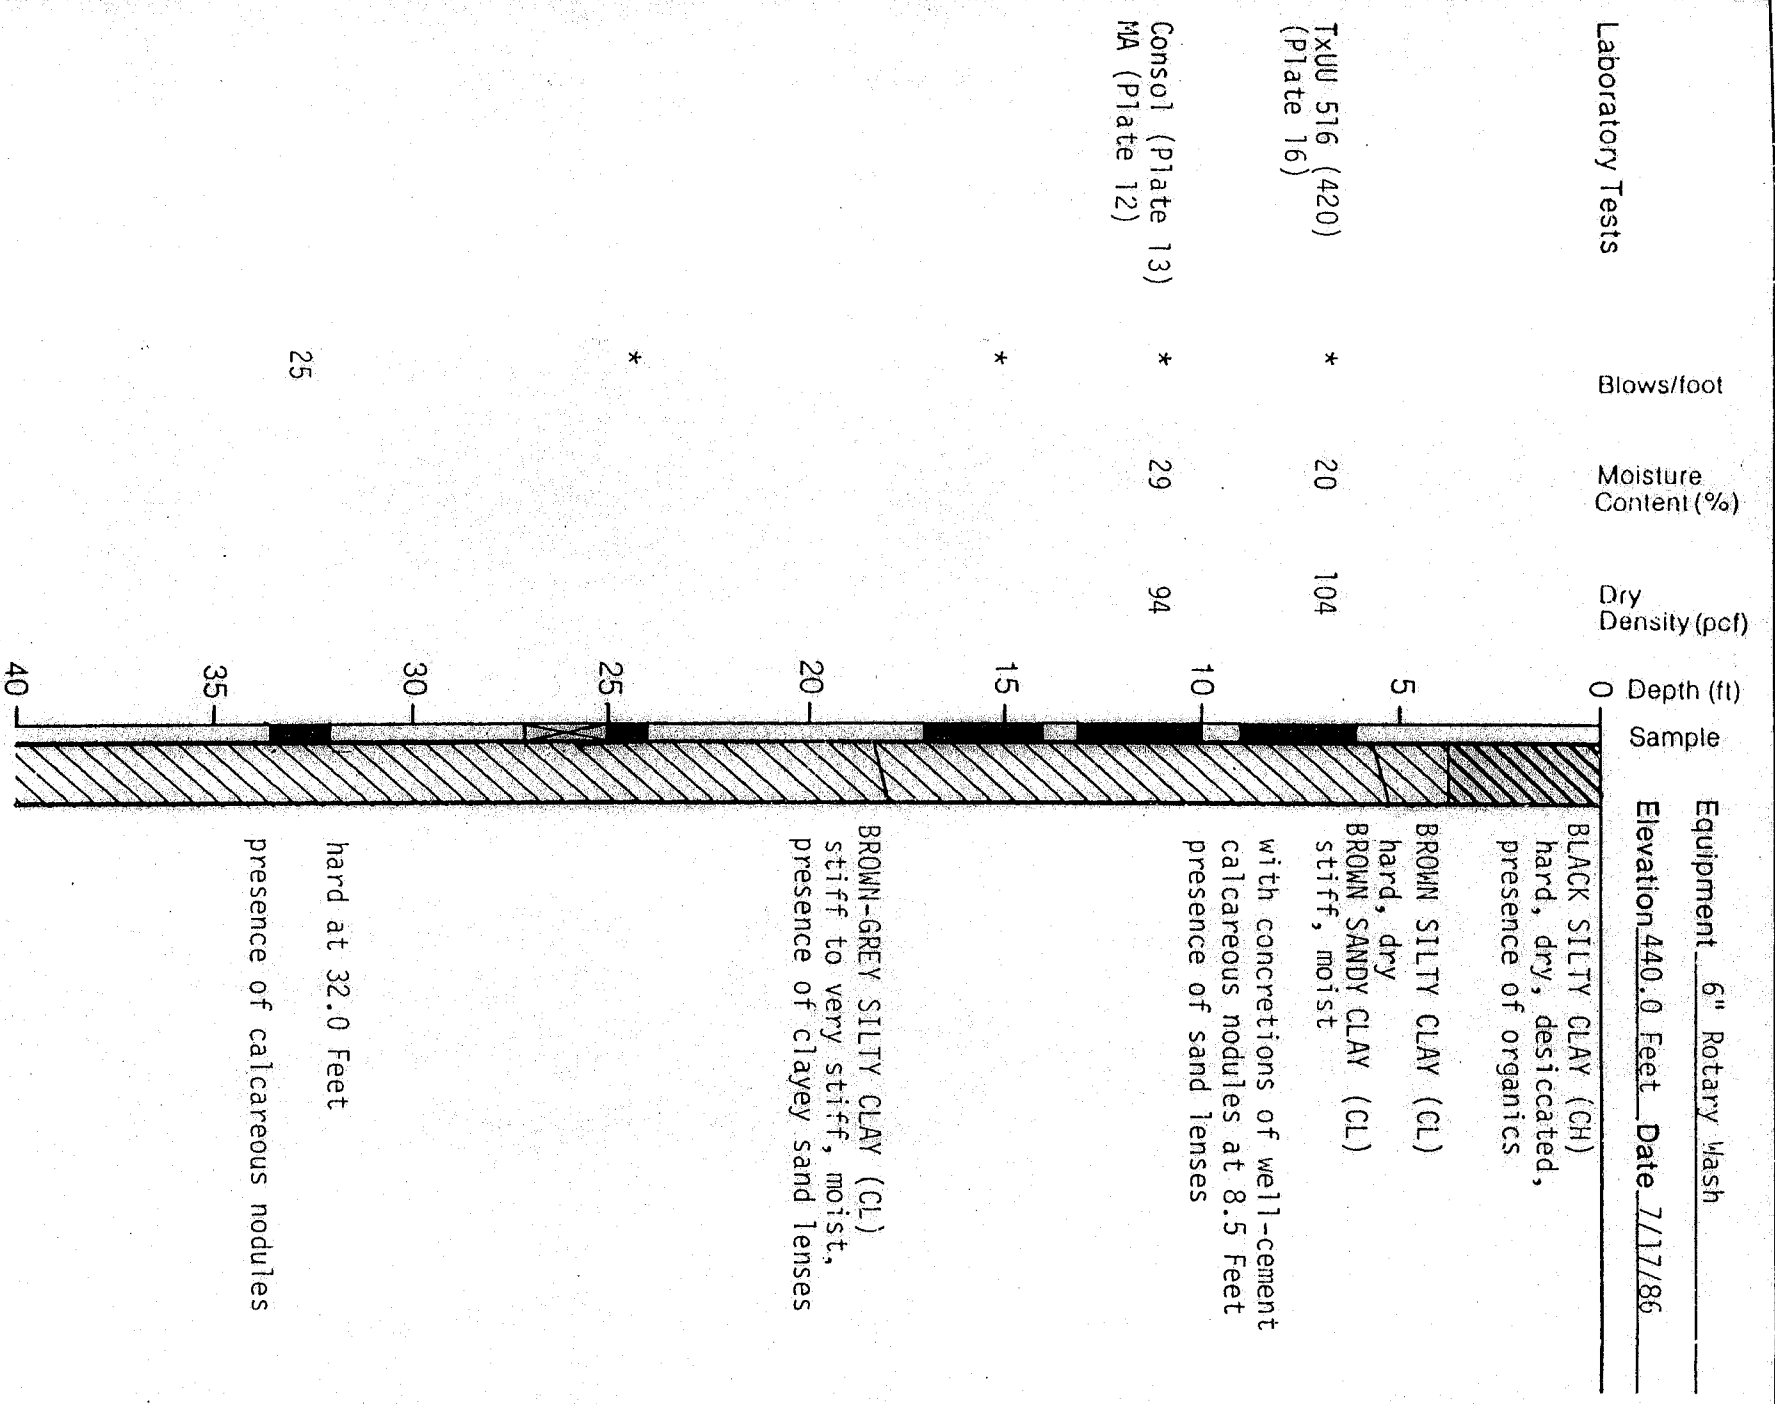 Equipment 6" Rotary Wash
Elevation 440.0 Feet Date 7/17/86
Laboratory Tests
Blows/foot
Moisture
Content (%)
Dry
Density (pcf)
Depth (ft)
Sample
0
BLACK SILTY CLAY (CH)
hard, dry, desiccated,
presence of organics
BROWN SILTY CLAY (CL)
hard, dry
5
BROWN SANDY CLAY (CL)
stiff, moist
TxUU 516 (420) * 20 104
(Plate 16)
with concretions of well-cement
calcareous nodules at 8.5 Feet
presence of sand lenses
10
Consol (Plate 13) * 29 94
MA (Plate 12)
15
*
BROWN-GREY SILTY CLAY (CL)
stiff to very stiff, moist,
presence of clayey sand lenses
20
*
25
30
25
hard at 32.0 Feet
presence of calcareous nodules
35
40